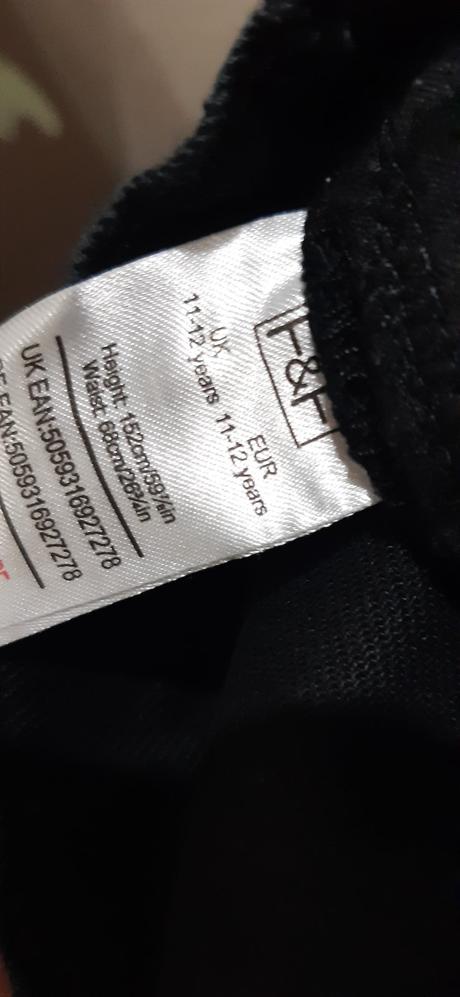 F&F
UK EUR
11-12 years 11-12 years
Height: 152cm/59¾in
Waist: 68cm/26¾in
UK EAN:5059316927278
EAN:5059316927278